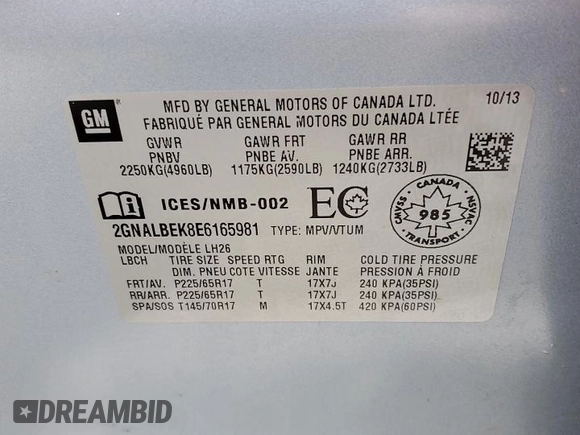 GM
MFD BY GENERAL MOTORS OF CANADA LTD. 10/13
FABRIQUÉ PAR GENERAL MOTORS DU CANADA LTÉE
GVWR GAWR FRT GAWR RR
PNBV PNBE AV. PNBE ARR.
2250KG(4960LB) 1175KG(2590LB) 1240KG(2733LB)
ICES/NMB-002 EC
CANADA
CMVSS 985 NSVAC
2GNALBEK8E6165981 TYPE: MPV/VTUM
MODEL/MODÈLE LH26
LBCH TIRE SIZE SPEED RTG RIM COLD TIRE PRESSURE
DIM. PNEU COTE VITESSE JANTE PRESSION À FROID
FRT/AV. P225/65R17 T 17X7J 240 KPA(35PSI)
RR/ARR. P225/65R17 T 17X7J 240 KPA(35PSI)
SPA/SOS T145/70R17 M 17X4.5T 420 KPA(60PSI)
DREAMBID